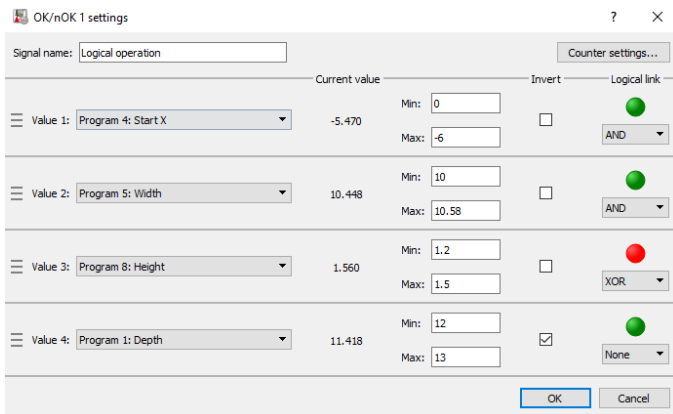 OK/nOK 1 settings ? ×
Signal name: Logical operation Counter settings...
Current value Invert Logical link
Min: 0
Value 1: Program 4: Start X -5.470
Max: -6 AND
Min: 10
Value 2: Program 5: Width 10.448
Max: 10.58 AND
Min: 1.2
Value 3: Program 8: Height 1.560
Max: 1.5 XOR
Min: 12
Value 4: Program 1: Depth 11.418
Max: 13 None
OK Cancel